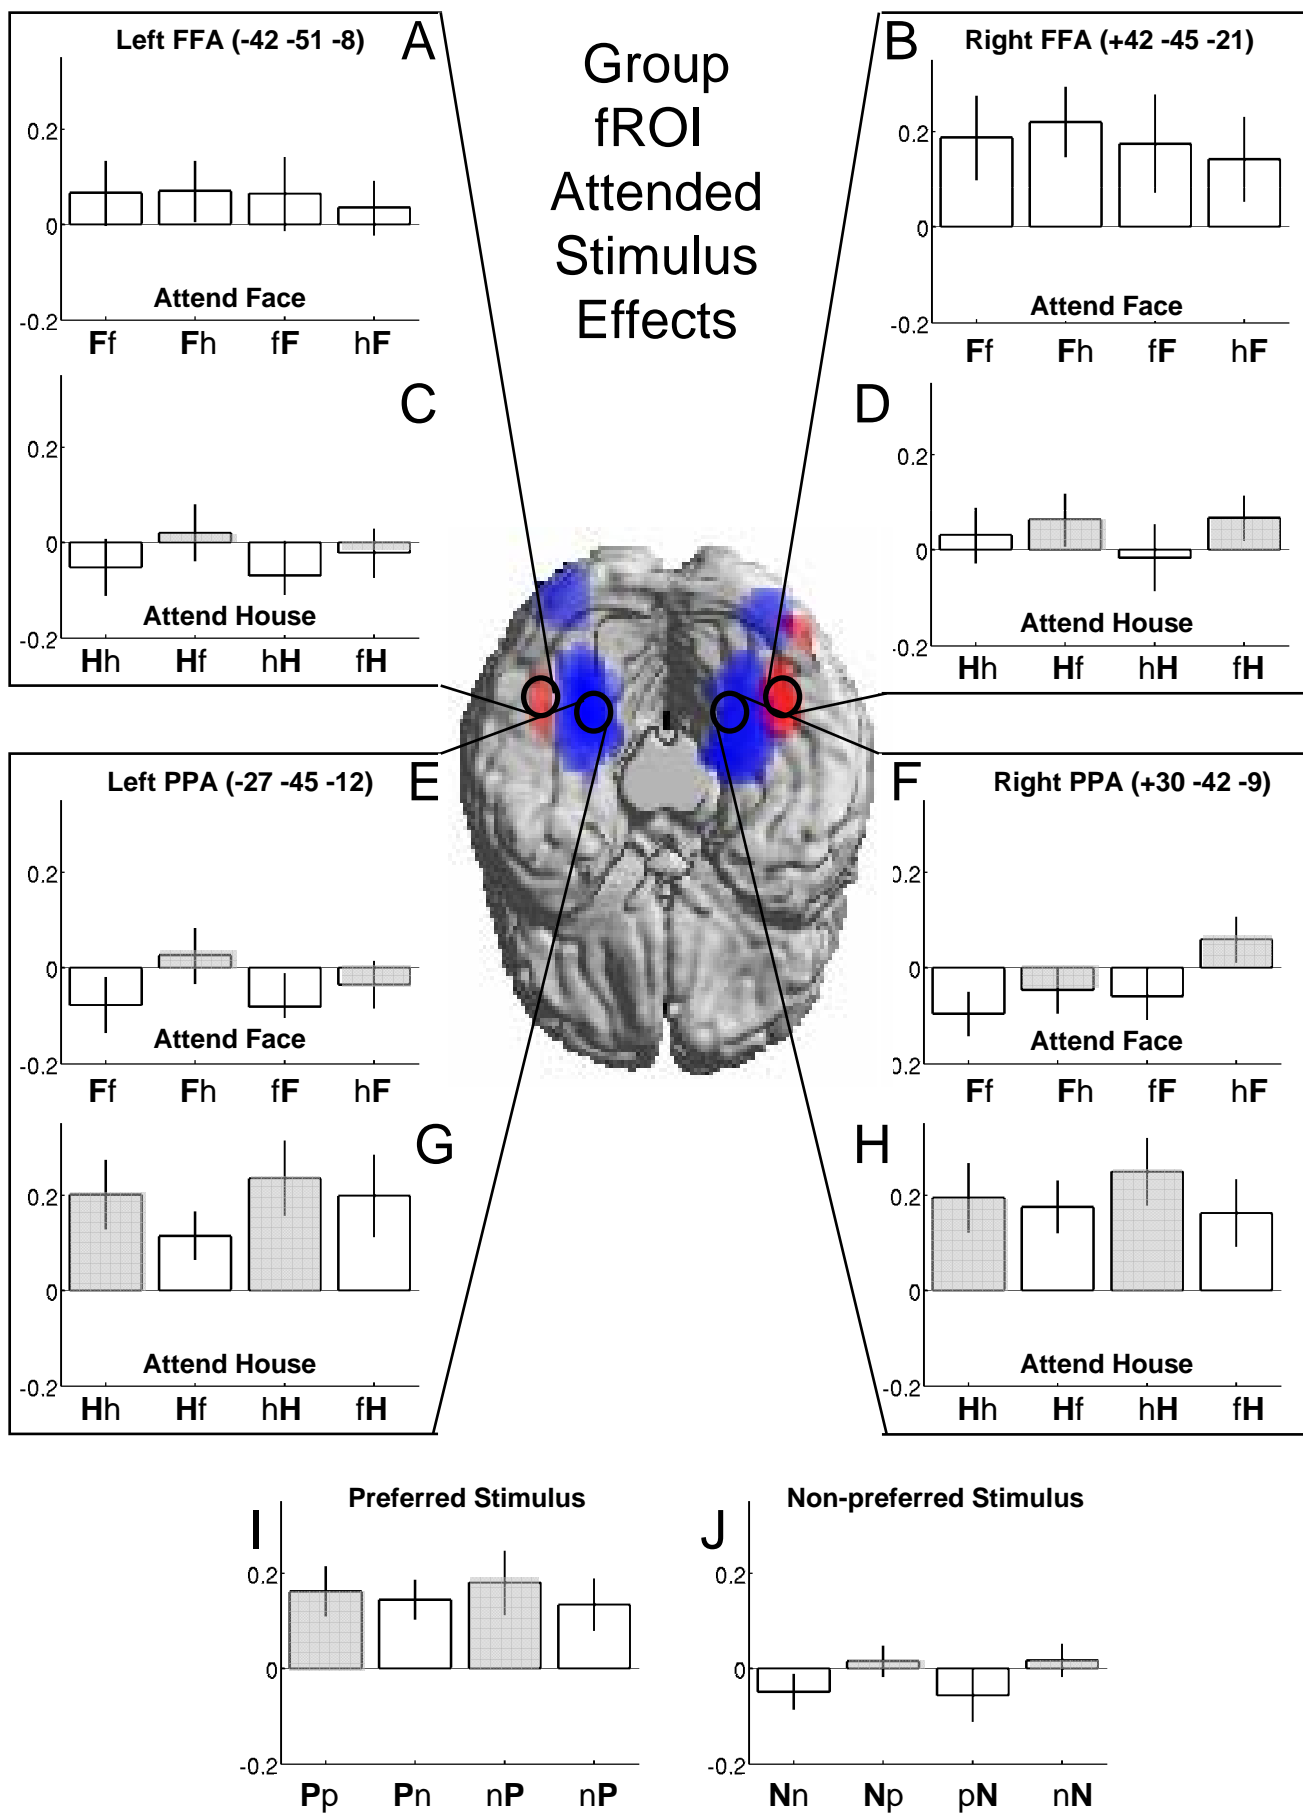 Left FFA (-42 -51 -8)
A
0.2
0
-0.2
Attend Face
Ff Fh fF hF
C
0.2
0
-0.2
Attend House
Hh Hf hH fH
Group
fROI
Attended
Stimulus
Effects
B
Right FFA (+42 -45 -21)
0.2
0
-0.2
Attend Face
Ff Fh fF hF
D
0.2
0
-0.2
Attend House
Hh Hf hH fH
Left PPA (-27 -45 -12)
E
0.2
0
-0.2
Attend Face
Ff Fh fF hF
G
0.2
0
-0.2
Attend House
Hh Hf hH fH
F
Right PPA (+30 -42 -9)
0.2
0
-0.2
Attend Face
Ff Fh fF hF
H
0.2
0
-0.2
Attend House
Hh Hf hH fH
I
Preferred Stimulus
0.2
0
-0.2
Pp Pn nP nP
J
Non-preferred Stimulus
0.2
0
-0.2
Nn Np pN nN